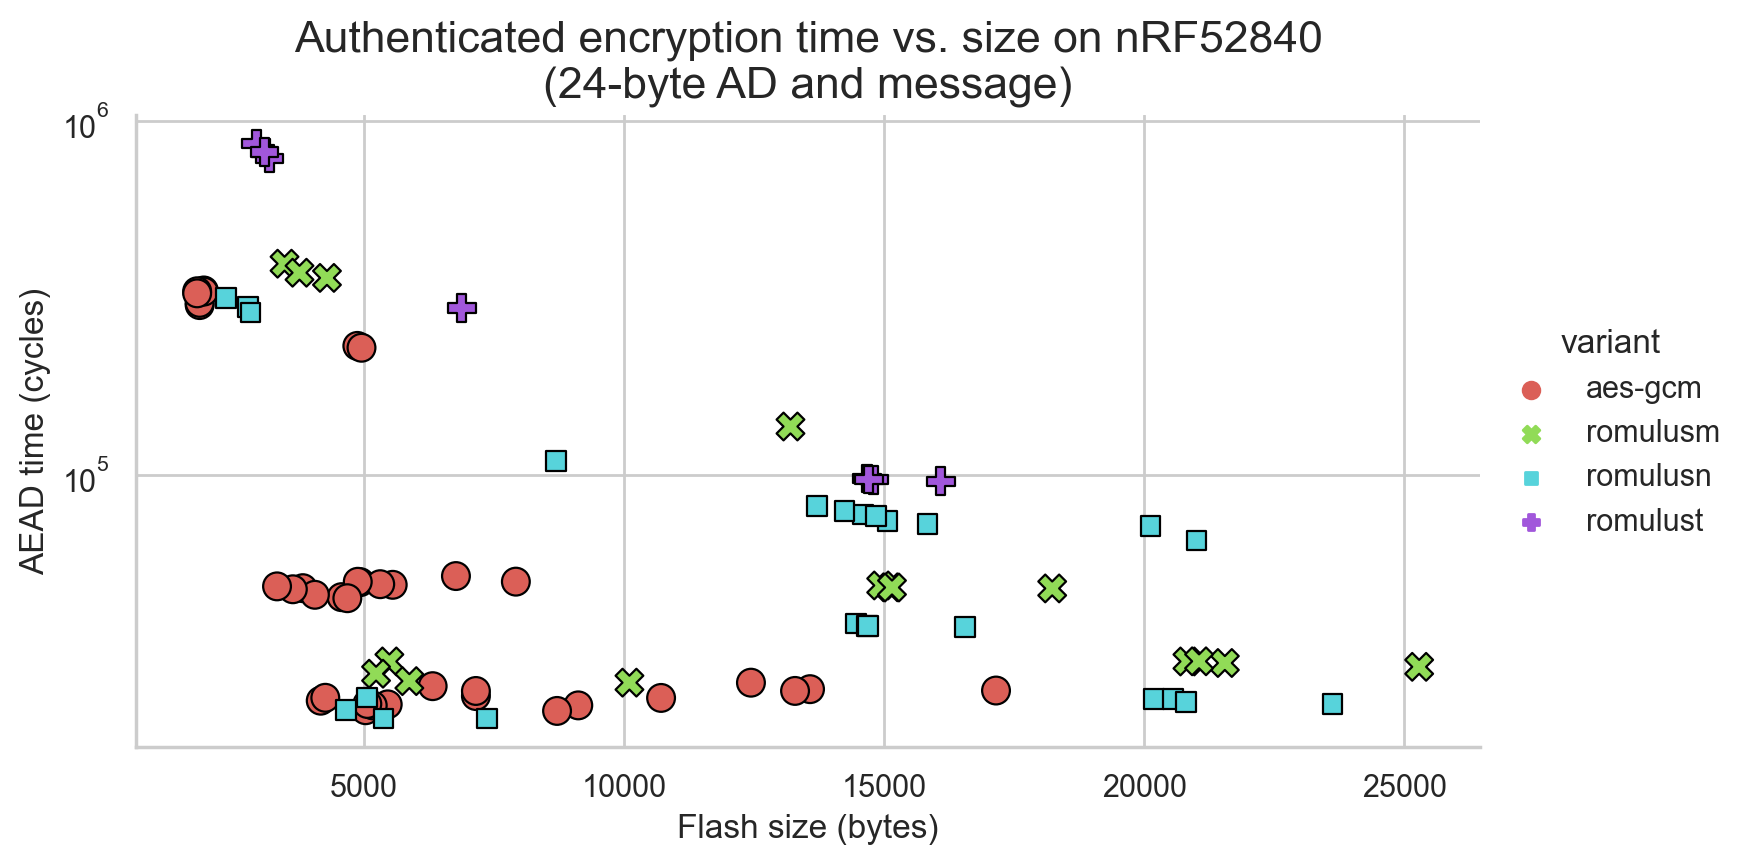 Authenticated encryption time vs. size on nRF52840
(24-byte AD and message)
10^6
10^5
AEAD time (cycles)
5000
10000
15000
20000
25000
Flash size (bytes)
variant
aes-gcm
romulusm
romulusn
romulust